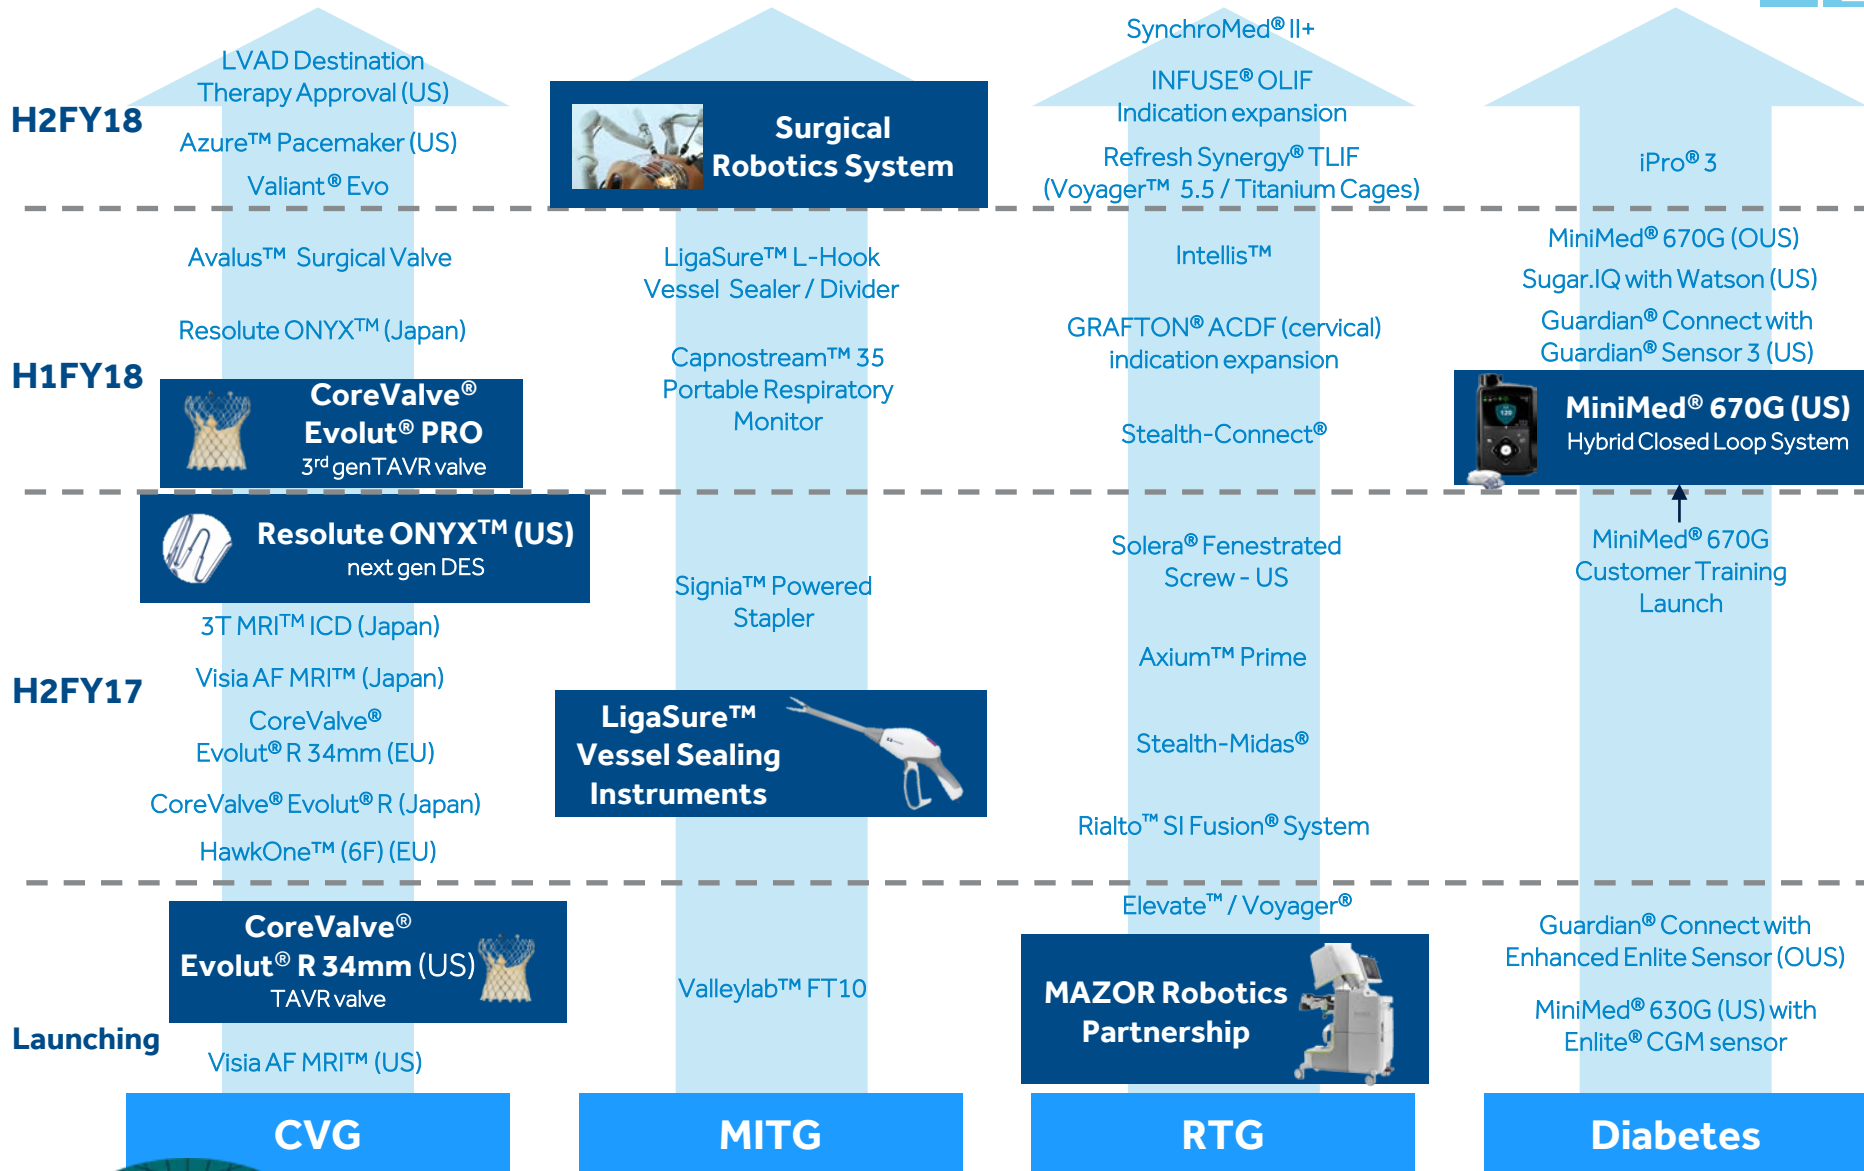 H2FY18
LVAD Destination
Therapy Approval (US)
Azure™ Pacemaker (US)
Valiant® Evo
Surgical
Robotics System
SynchroMed® II+
INFUSE® OLIF
Indication expansion
Refresh Synergy® TLIF
(Voyager™ 5.5 / Titanium Cages)
iPro® 3
H1FY18
Avalus™ Surgical Valve
Resolute ONYX™ (Japan)
CoreValve®
Evolut® PRO
3rd gen TAVR valve
LigaSure™ L-Hook
Vessel Sealer / Divider
Capnostream™ 35
Portable Respiratory
Monitor
Intellis™
GRAFTON® ACDF (cervical)
indication expansion
Stealth-Connect®
MiniMed® 670G (OUS)
Sugar.IQ with Watson (US)
Guardian® Connect with
Guardian® Sensor 3 (US)
MiniMed® 670G (US)
Hybrid Closed Loop System
120
H2FY17
Resolute ONYX™ (US)
next gen DES
3T MRI™ ICD (Japan)
Visia AF MRI™ (Japan)
CoreValve®
Evolut® R 34mm (EU)
CoreValve® Evolut® R (Japan)
HawkOne™ (6F) (EU)
Signia™ Powered
Stapler
LigaSure™
Vessel Sealing
Instruments
Solera® Fenestrated
Screw - US
Axium™ Prime
Stealth-Midas®
Rialto™ SI Fusion® System
MiniMed® 670G
Customer Training
Launch
Launching
CoreValve®
Evolut® R 34mm (US)
TAVR valve
Visia AF MRI™ (US)
Valleylab™ FT10
Elevate™ / Voyager®
MAZOR Robotics
Partnership
Guardian® Connect with
Enhanced Enlite Sensor (OUS)
MiniMed® 630G (US) with
Enlite® CGM sensor
CVG
MITG
RTG
Diabetes